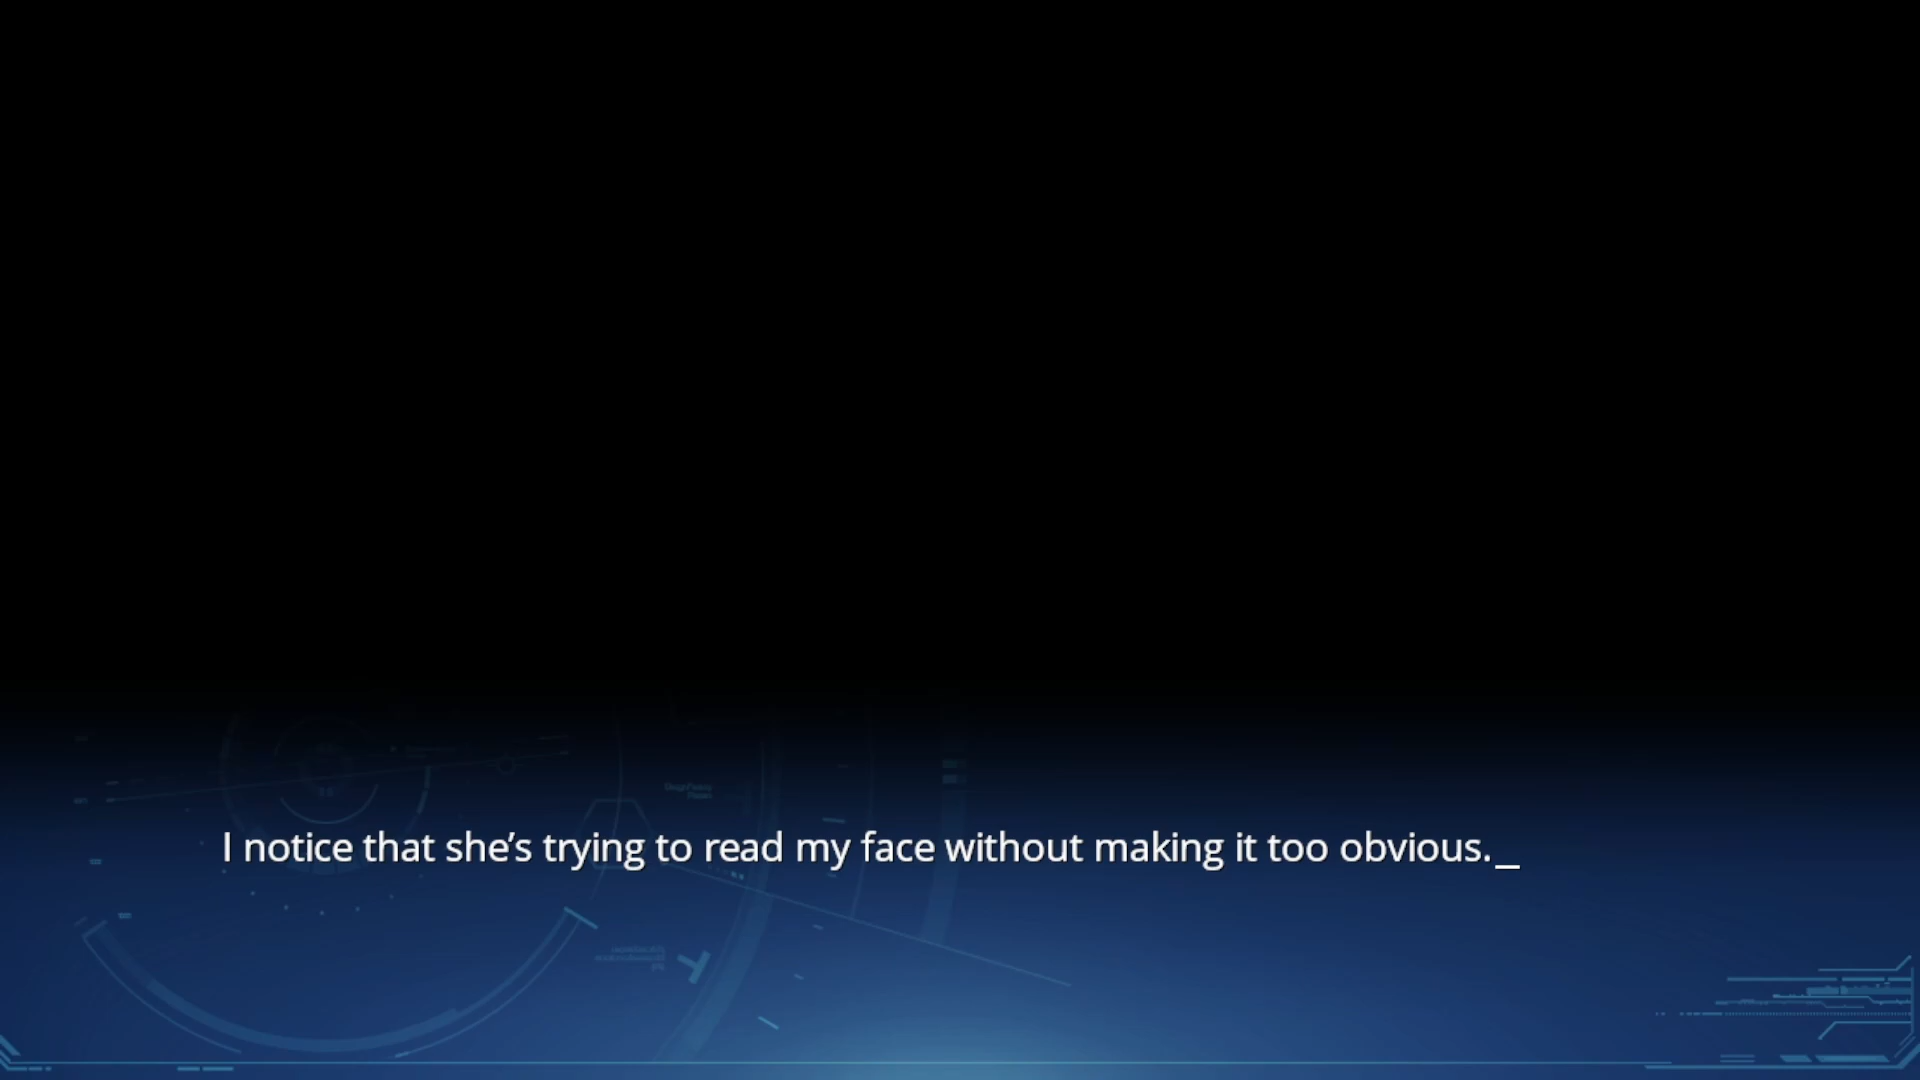 I notice that she’s trying to read my face without making it too obvious._